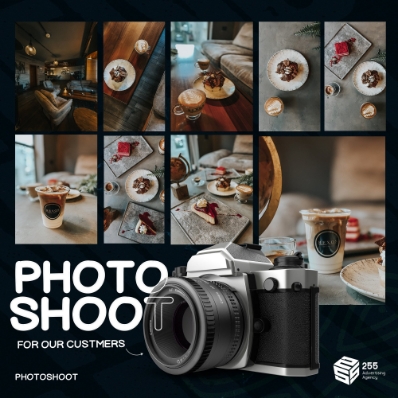 PHOTO
SHOOT
FOR OUR CUSTMERS
PHOTOSHOOT
255
Advertising
Agency